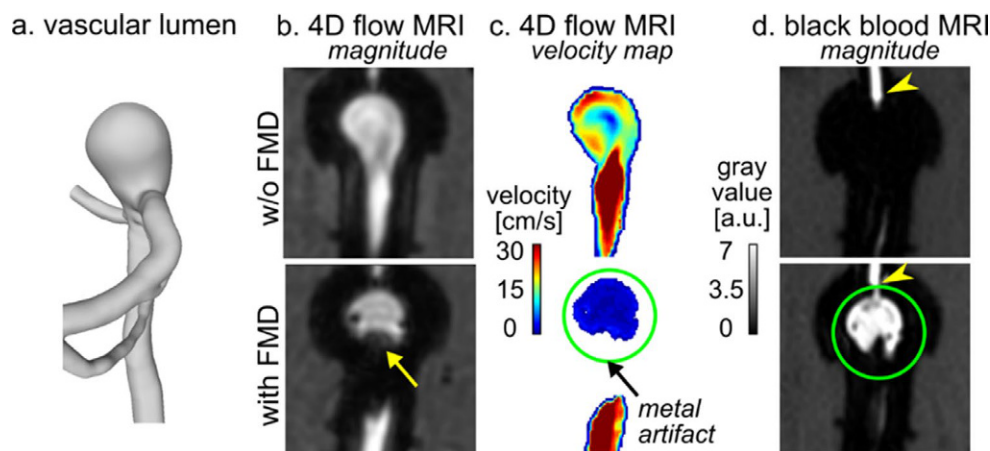 a. vascular lumen
b. 4D flow MRI
magnitude
c. 4D flow MRI
velocity map
d. black blood MRI
magnitude
w/o FMD
with FMD
velocity
[cm/s]
30
15
0
gray
value
[a.u.]
7
3.5
0
metal
artifact